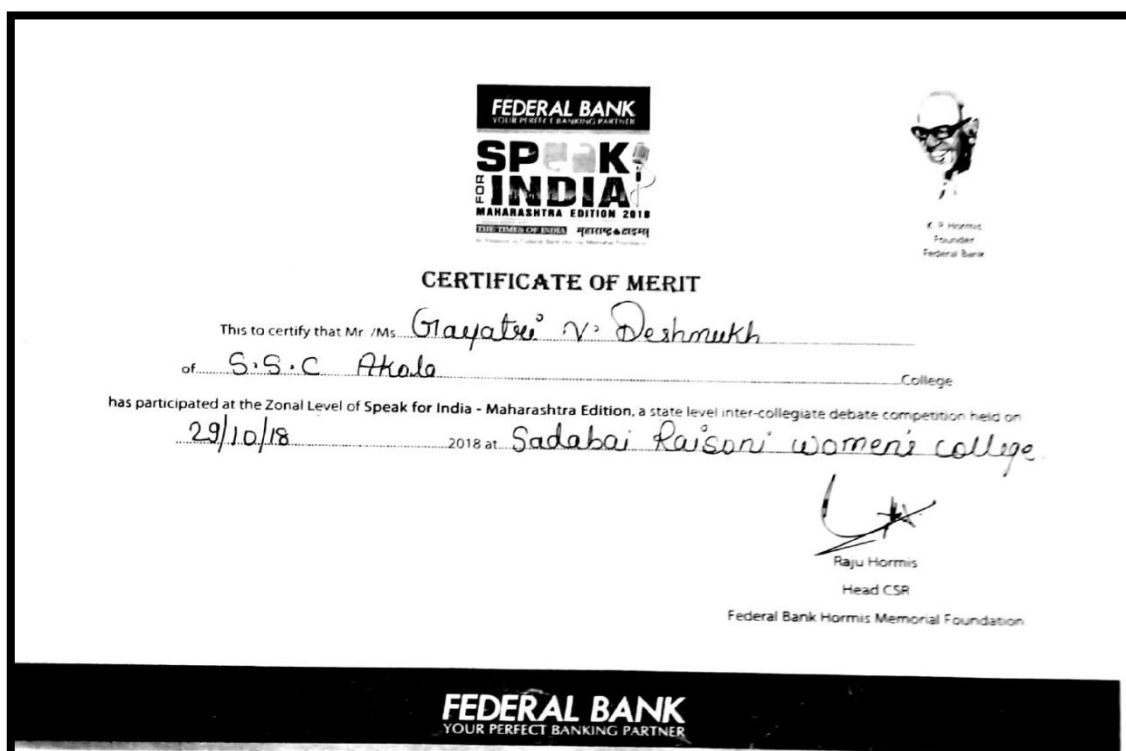 FEDERAL BANK
YOUR PERFECT BANKING PARTNER
SPEAK
FOR INDIA
MAHARASHTRA EDITION 2018
THE TIMES OF INDIA महाराष्ट्र टाइम्स
K. P. Hormis
Founder
Federal Bank
CERTIFICATE OF MERIT
This to certify that Mr /Ms Gayatri V. Deshmukh
of S.S.C Akola College
has participated at the Zonal Level of Speak for India - Maharashtra Edition, a state level inter-collegiate debate competition held on
29/10/18 2018 at Sadabai Raisoni women's college
Raju Hormis
Head CSR
Federal Bank Hormis Memorial Foundation
FEDERAL BANK
YOUR PERFECT BANKING PARTNER